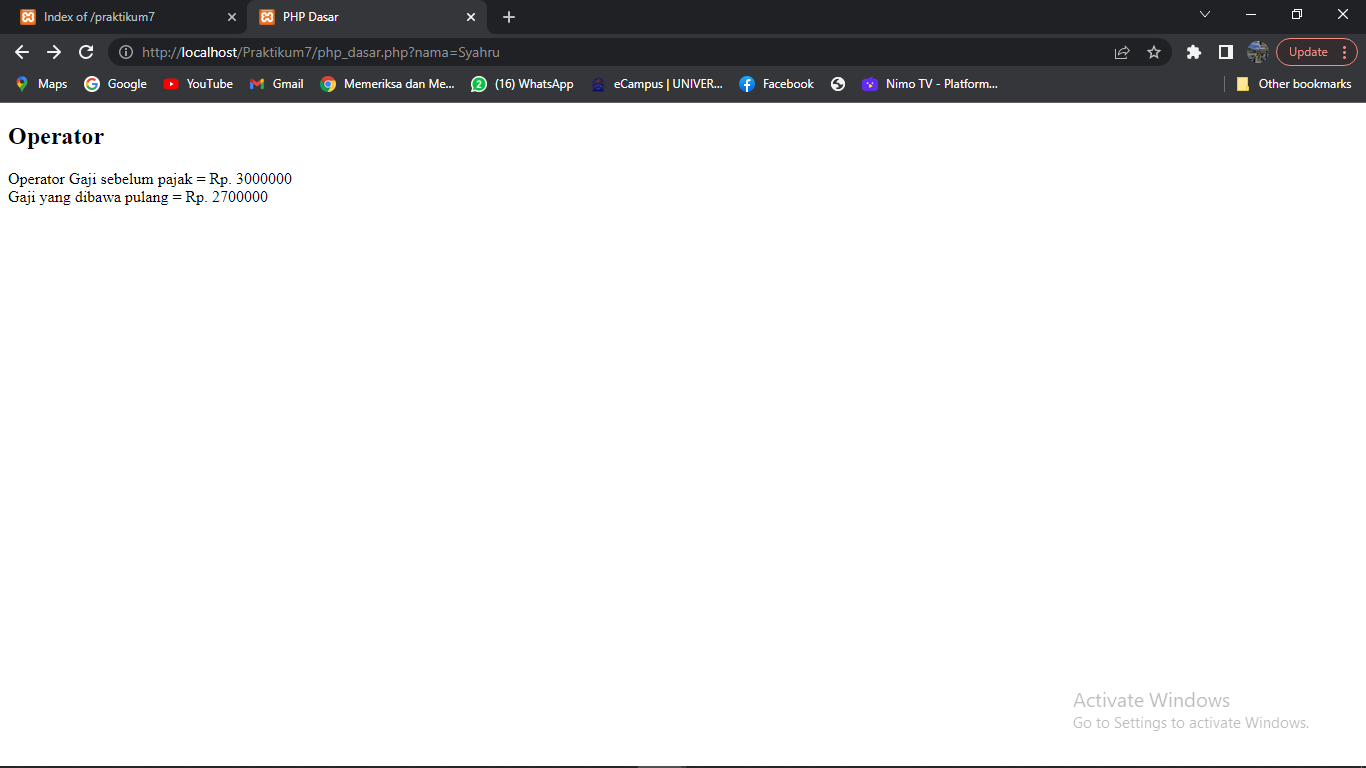 Index of /praktikum7
PHP Dasar
http://localhost/Praktikum7/php_dasar.php?nama=Syahru
Update
Maps
Google
YouTube
Gmail
Memeriksa dan Me...
2
(16) WhatsApp
eCampus | UNIVER...
Facebook
Nimo TV - Platform...
Other bookmarks
Operator
Operator Gaji sebelum pajak = Rp. 3000000
Gaji yang dibawa pulang = Rp. 2700000
Activate Windows
Go to Settings to activate Windows.